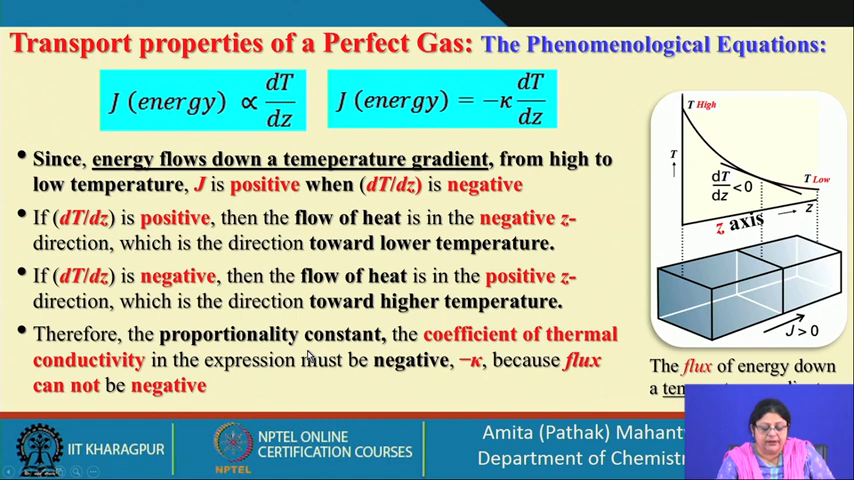 Transport properties of a Perfect Gas: The Phenomenological Equations:
J (energy) ∝ dT/dz
J (energy) = −κ dT/dz
• Since, energy flows down a temeperature gradient, from high to
low temperature, J is positive when (dT/dz) is negative
• If (dT/dz) is positive, then the flow of heat is in the negative z-
direction, which is the direction toward lower temperature.
• If (dT/dz) is negative, then the flow of heat is in the positive z-
direction, which is the direction toward higher temperature.
• Therefore, the proportionality constant, the coefficient of thermal
conductivity in the expression must be negative, −κ, because flux
can not be negative
T High
T
dT/dz < 0
T Low
z axis
z
J > 0
The flux of energy down
a
IIT KHARAGPUR
NPTEL
NPTEL ONLINE
CERTIFICATION COURSES
Amita (Pathak)
Department of